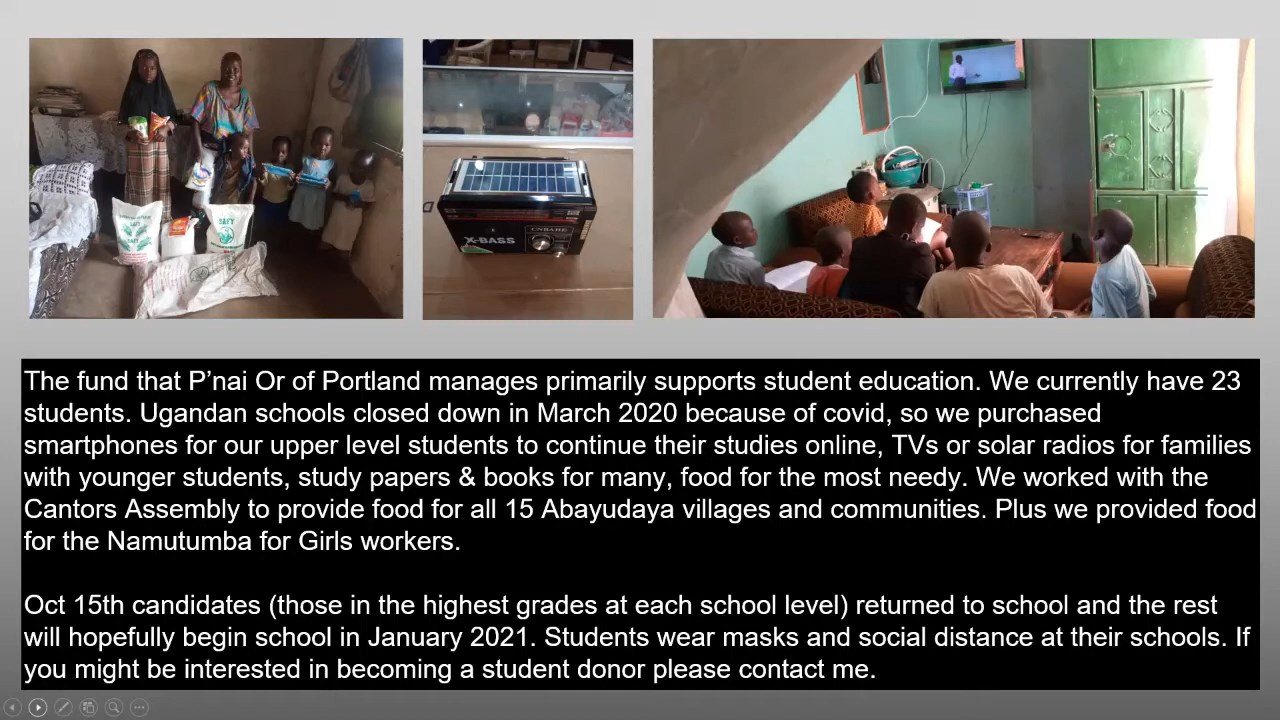 SAFY
X-BASS
The fund that P’nai Or of Portland manages primarily supports student education. We currently have 23
students. Ugandan schools closed down in March 2020 because of covid, so we purchased
smartphones for our upper level students to continue their studies online, TVs or solar radios for families
with younger students, study papers & books for many, food for the most needy. We worked with the
Cantors Assembly to provide food for all 15 Abayudaya villages and communities. Plus we provided food
for the Namutumba for Girls workers.
Oct 15th candidates (those in the highest grades at each school level) returned to school and the rest
will hopefully begin school in January 2021. Students wear masks and social distance at their schools. If
you might be interested in becoming a student donor please contact me.